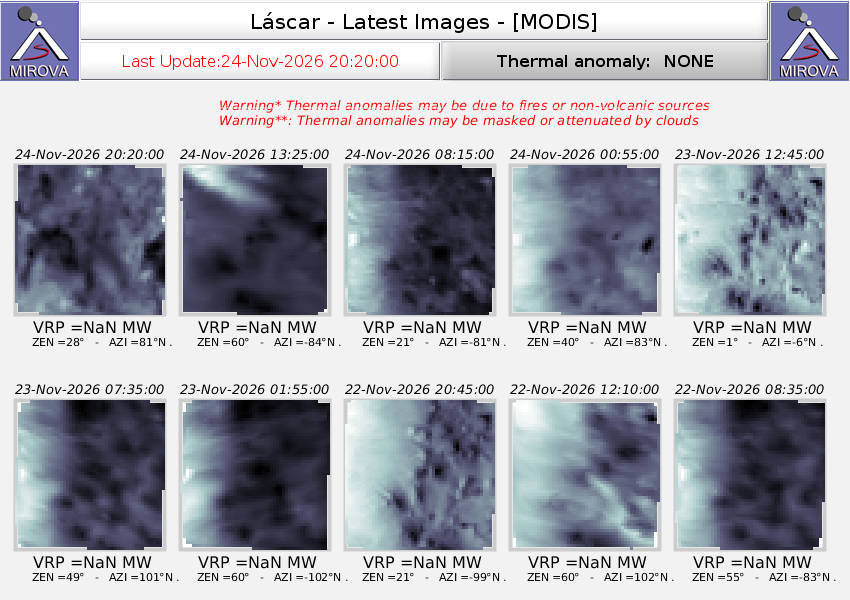 Láscar - Latest Images - [MODIS]
MIROVA
Last Update:24-Nov-2026 20:20:00
Thermal anomaly: NONE
MIROVA
Warning* Thermal anomalies may be due to fires or non-volcanic sources
Warning**: Thermal anomalies may be masked or attenuated by clouds
24-Nov-2026 20:20:00 24-Nov-2026 13:25:00 24-Nov-2026 08:15:00 24-Nov-2026 00:55:00 23-Nov-2026 12:45:00
VRP =NaN MW VRP =NaN MW VRP =NaN MW VRP =NaN MW VRP =NaN MW
ZEN =28° - AZI =81°N . ZEN =60° - AZI =-84°N . ZEN =21° - AZI =-81°N . ZEN =40° - AZI =83°N . ZEN =1° - AZI =-6°N .
23-Nov-2026 07:35:00 23-Nov-2026 01:55:00 22-Nov-2026 20:45:00 22-Nov-2026 12:10:00 22-Nov-2026 08:35:00
VRP =NaN MW VRP =NaN MW VRP =NaN MW VRP =NaN MW VRP =NaN MW
ZEN =49° - AZI =101°N . ZEN =60° - AZI =-102°N . ZEN =21° - AZI =-99°N . ZEN =60° - AZI =102°N . ZEN =55° - AZI =-83°N .